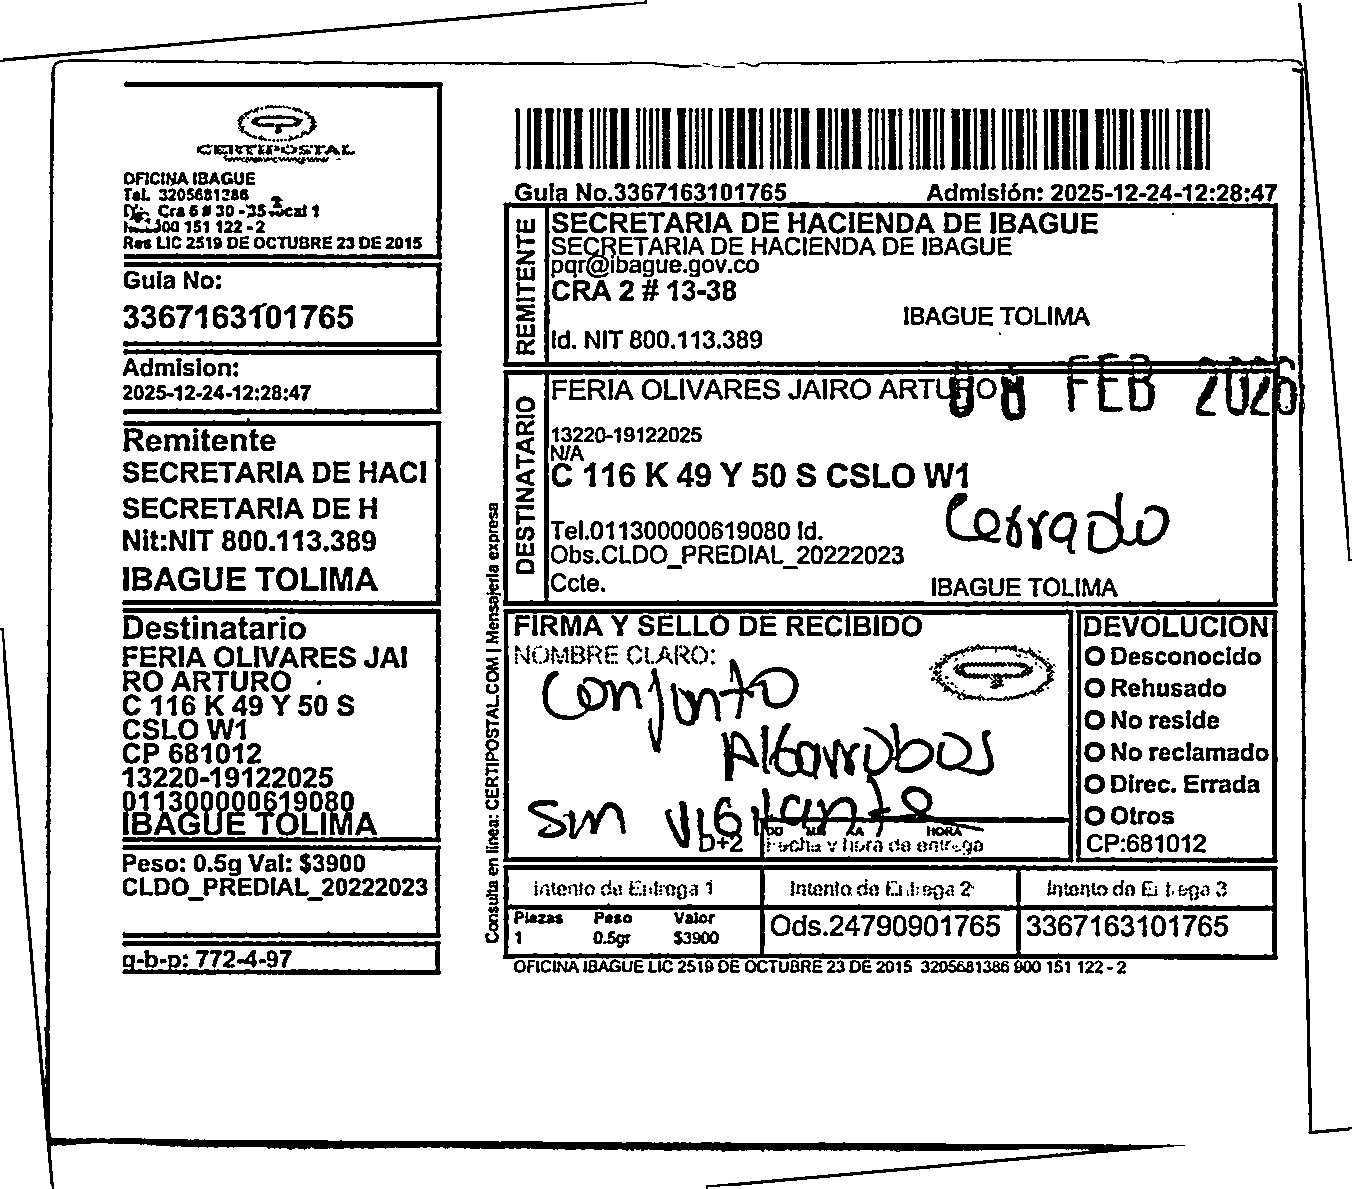 CERTIPOSTAL
OFICINA IBAGUE
Tel. 3205681386
Cra 6 # 30 -35 Local 1
900 151 122 - 2
Res LIC 2519 DE OCTUBRE 23 DE 2015
Guia No:
3367163101765
Admision:
2025-12-24-12:28:47
Remitente
SECRETARIA DE HACI
SECRETARIA DE H
Nit:NIT 800.113.389
IBAGUE TOLIMA
Destinatario
FERIA OLIVARES JAI
RO ARTURO
C 116 K 49 Y 50 S
CSLO W1
CP 681012
13220-19122025
011300000619080
IBAGUE TOLIMA
Peso: 0.5g Val: $3900
CLDO_PREDIAL_20222023
g-b-p: 772-4-97
Consulta en linea: CERTIPOSTAL.COM | Mensajeria expresa
Guia No.3367163101765 Admisión: 2025-12-24-12:28:47
REMITENTE
SECRETARIA DE HACIENDA DE IBAGUE
SECRETARIA DE HACIENDA DE IBAGUE
pqr@ibague.gov.co
CRA 2 # 13-38
IBAGUE TOLIMA
Id. NIT 800.113.389
DESTINATARIO
FERIA OLIVARES JAIRO ARTURO
FEB 2026
13220-19122025
N/A
C 116 K 49 Y 50 S CSLO W1
Cerrado
Tel.011300000619080 Id.
Obs.CLDO_PREDIAL_20222023
Ccte.
IBAGUE TOLIMA
FIRMA Y SELLO DE RECIBIDO
NOMBRE CLARO:
Conjunto
Algarrobos
Sin vigilante
b+2
DD MM AA HORA
Fecha y hora de entrega
DEVOLUCION
Desconocido
Rehusado
No reside
No reclamado
Direc. Errada
Otros
CP:681012
Intento de Entrega 1 Intento de Entrega 2 Intento de Entrega 3
Piezas Peso Valor
1 0.5gr $3900
Ods.24790901765 3367163101765
OFICINA IBAGUE LIC 2519 DE OCTUBRE 23 DE 2015 3205681386 900 151 122 - 2